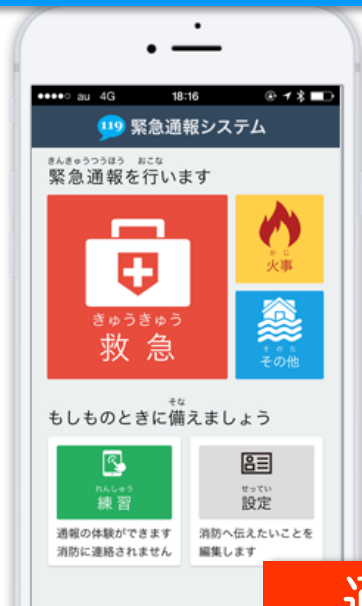 au 4G 18:16
119 緊急通報システム
きんきゅうつうほう おこな
緊急通報を行います
きゅうきゅう
救急
かじ
火事
そのた
その他
そな
もしものときに備えましょう
れんしゅう
練習
通報の体験ができます
消防に連絡されません
せってい
設定
消防へ伝えたいことを
編集します